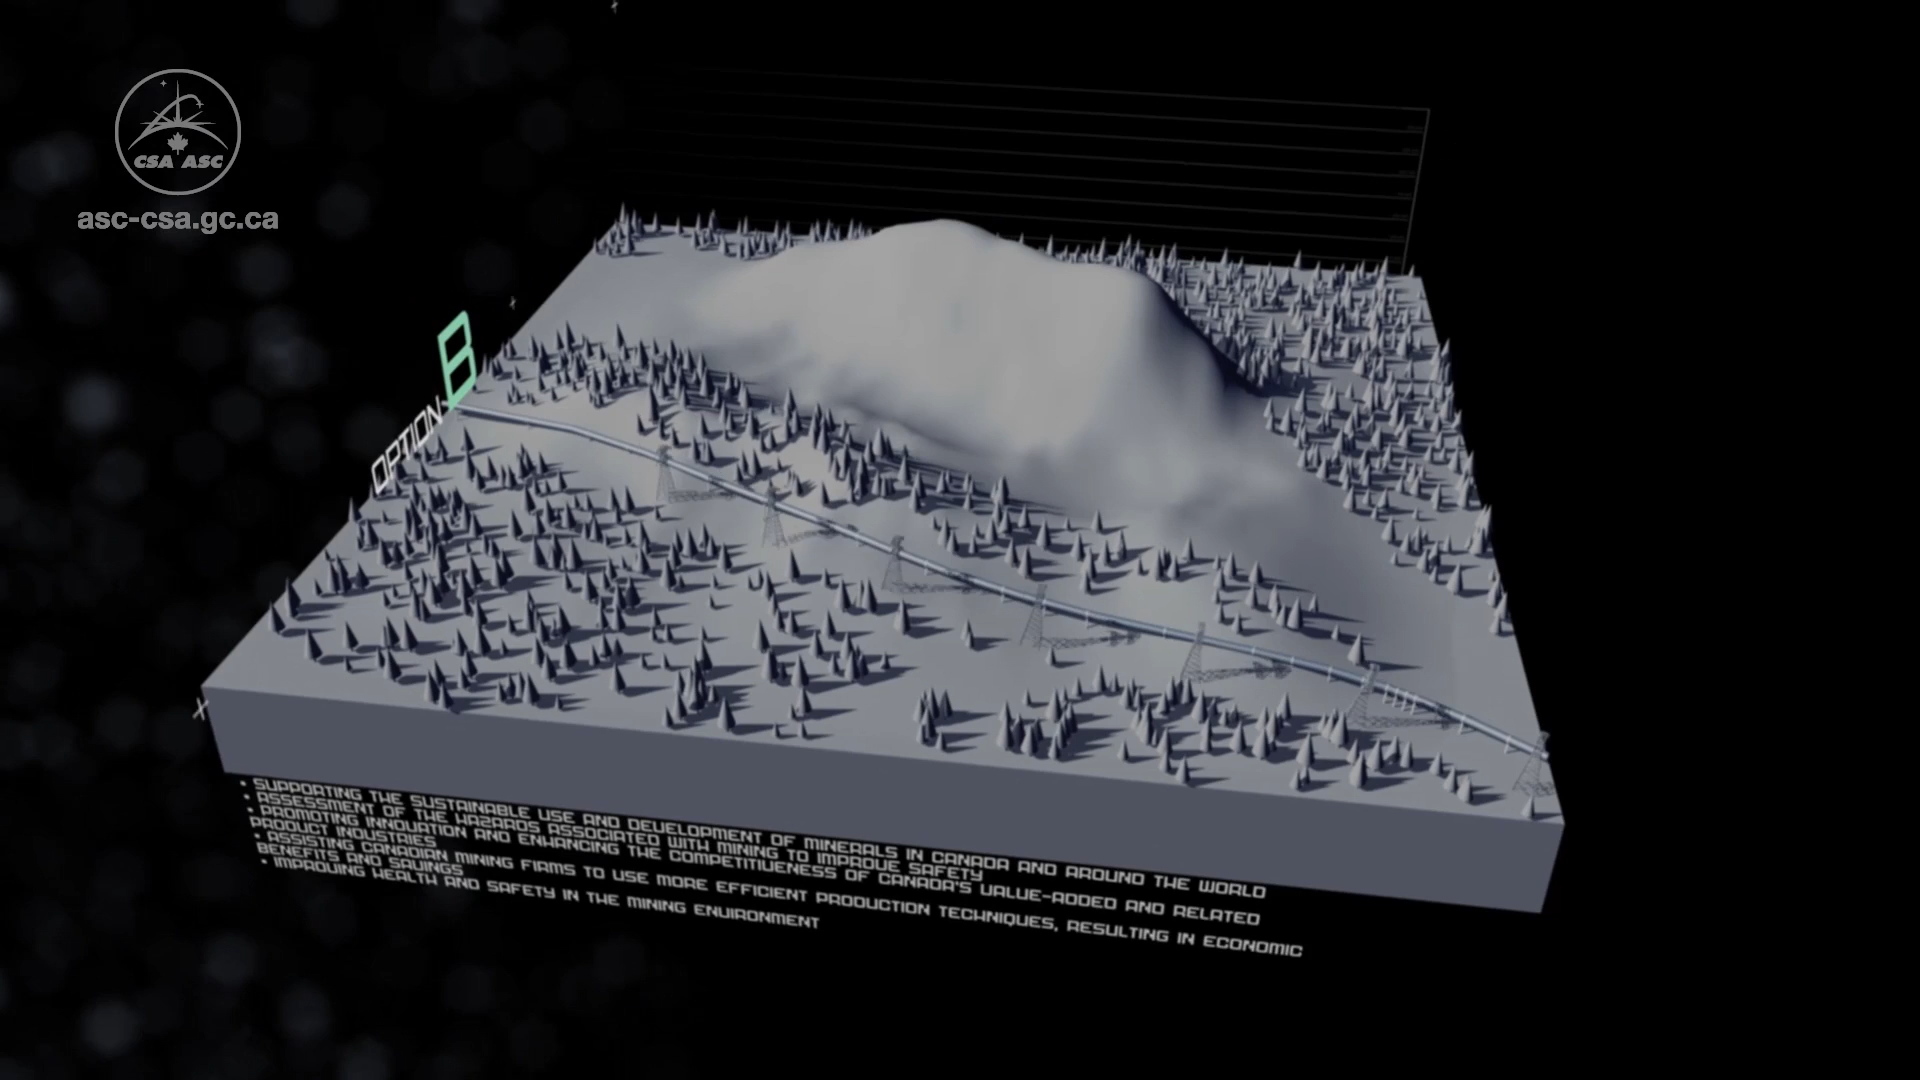 CSA ASC
asc-csa.gc.ca
OPTION B
• SUPPORTING THE SUSTAINABLE USE AND DEVELOPMENT OF MINERALS IN CANADA AND AROUND THE WORLD
• ASSESSMENT OF THE HAZARDS ASSOCIATED WITH MINING TO IMPROVE SAFETY
• PROMOTING INNOVATION AND ENHANCING THE COMPETITIVENESS OF CANADA'S VALUE-ADDED AND RELATED
PRODUCT INDUSTRIES
• ASSISTING CANADIAN MINING FIRMS TO USE MORE EFFICIENT PRODUCTION TECHNIQUES, RESULTING IN ECONOMIC
BENEFITS AND SAVINGS
• IMPROVING HEALTH AND SAFETY IN THE MINING ENVIRONMENT